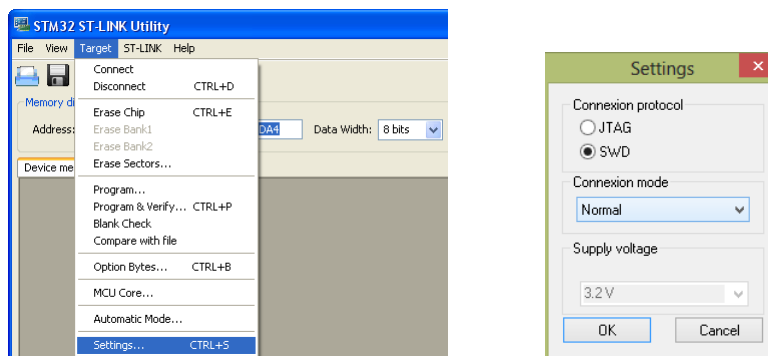 STM32 ST-LINK Utility
File View Target ST-LINK Help
Connect
Disconnect CTRL+D
Memory di
Erase Chip CTRL+E
Address: DA4 Data Width: 8 bits
Erase Bank1
Erase Bank2
Erase Sectors...
Device me
Program...
Program & Verify... CTRL+P
Blank Check
Compare with file
Option Bytes... CTRL+B
MCU Core...
Automatic Mode...
Settings... CTRL+S
Settings
Connexion protocol
JTAG
SWD
Connexion mode
Normal
Supply voltage
3.2 V
OK Cancel